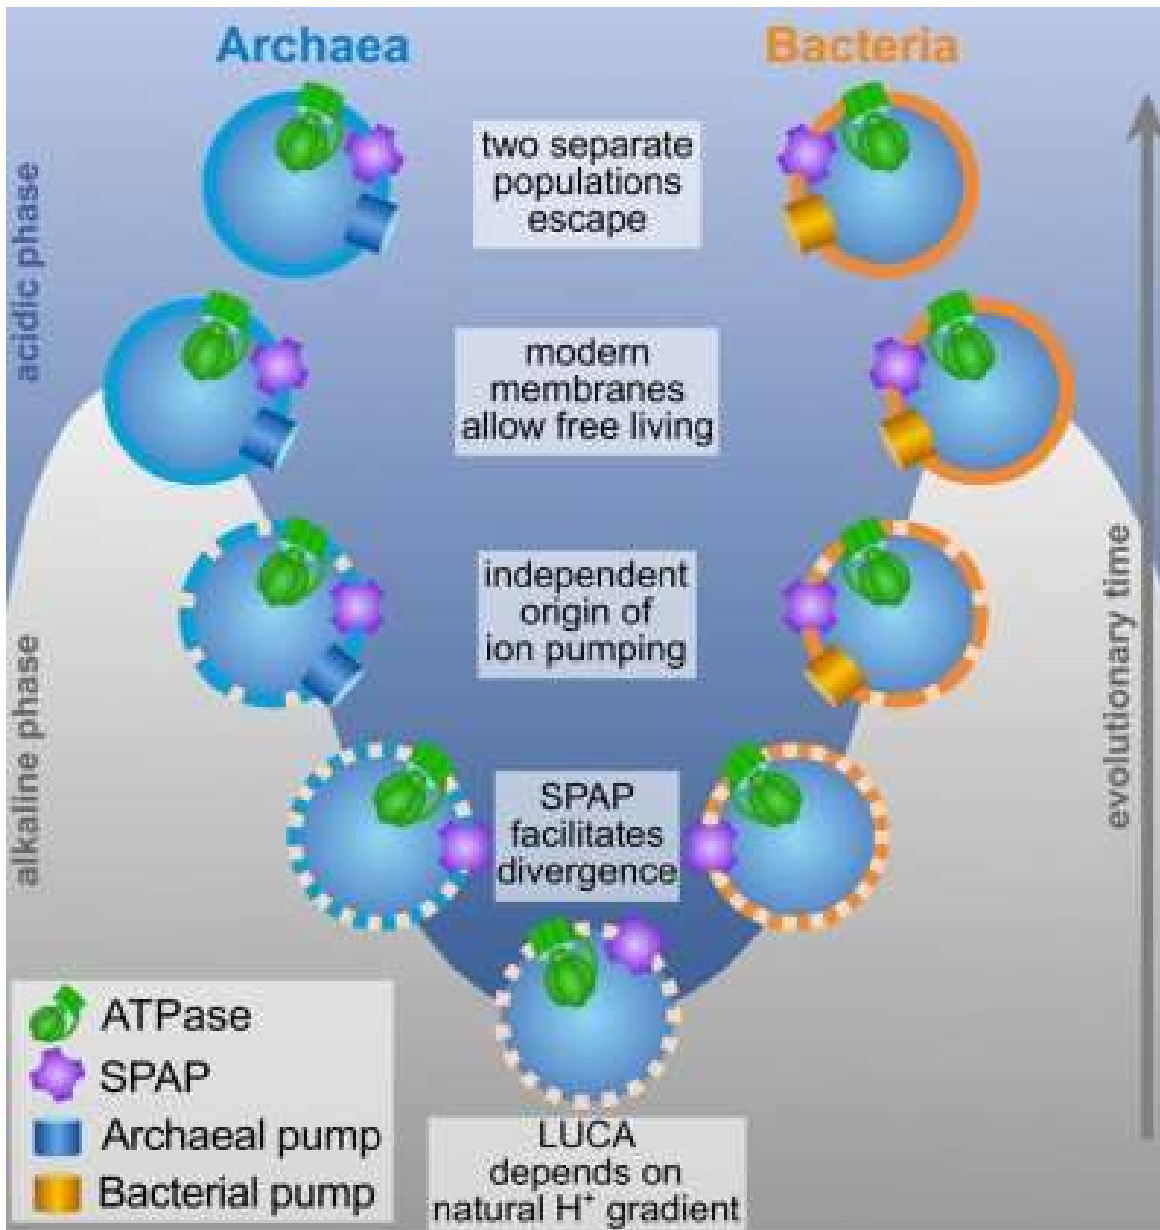 Archaea
Bacteria
two separate
populations
escape
acidic phase
modern
membranes
allow free living
independent
origin of
ion pumping
evolutionary time
alkaline phase
SPAP
facilitates
divergence
ATPase
SPAP
Archaeal pump
Bacterial pump
LUCA
depends on
natural H⁺ gradient